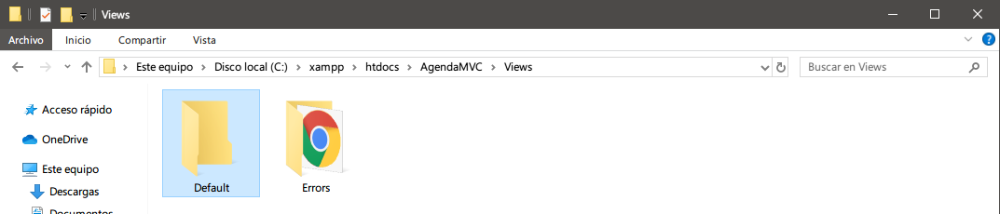 Views
Archivo Inicio Compartir Vista
Este equipo Disco local (C:) xampp htdocs AgendaMVC Views Buscar en Views
Acceso rápido
OneDrive
Este equipo
Descargas
Documentos
Default Errors